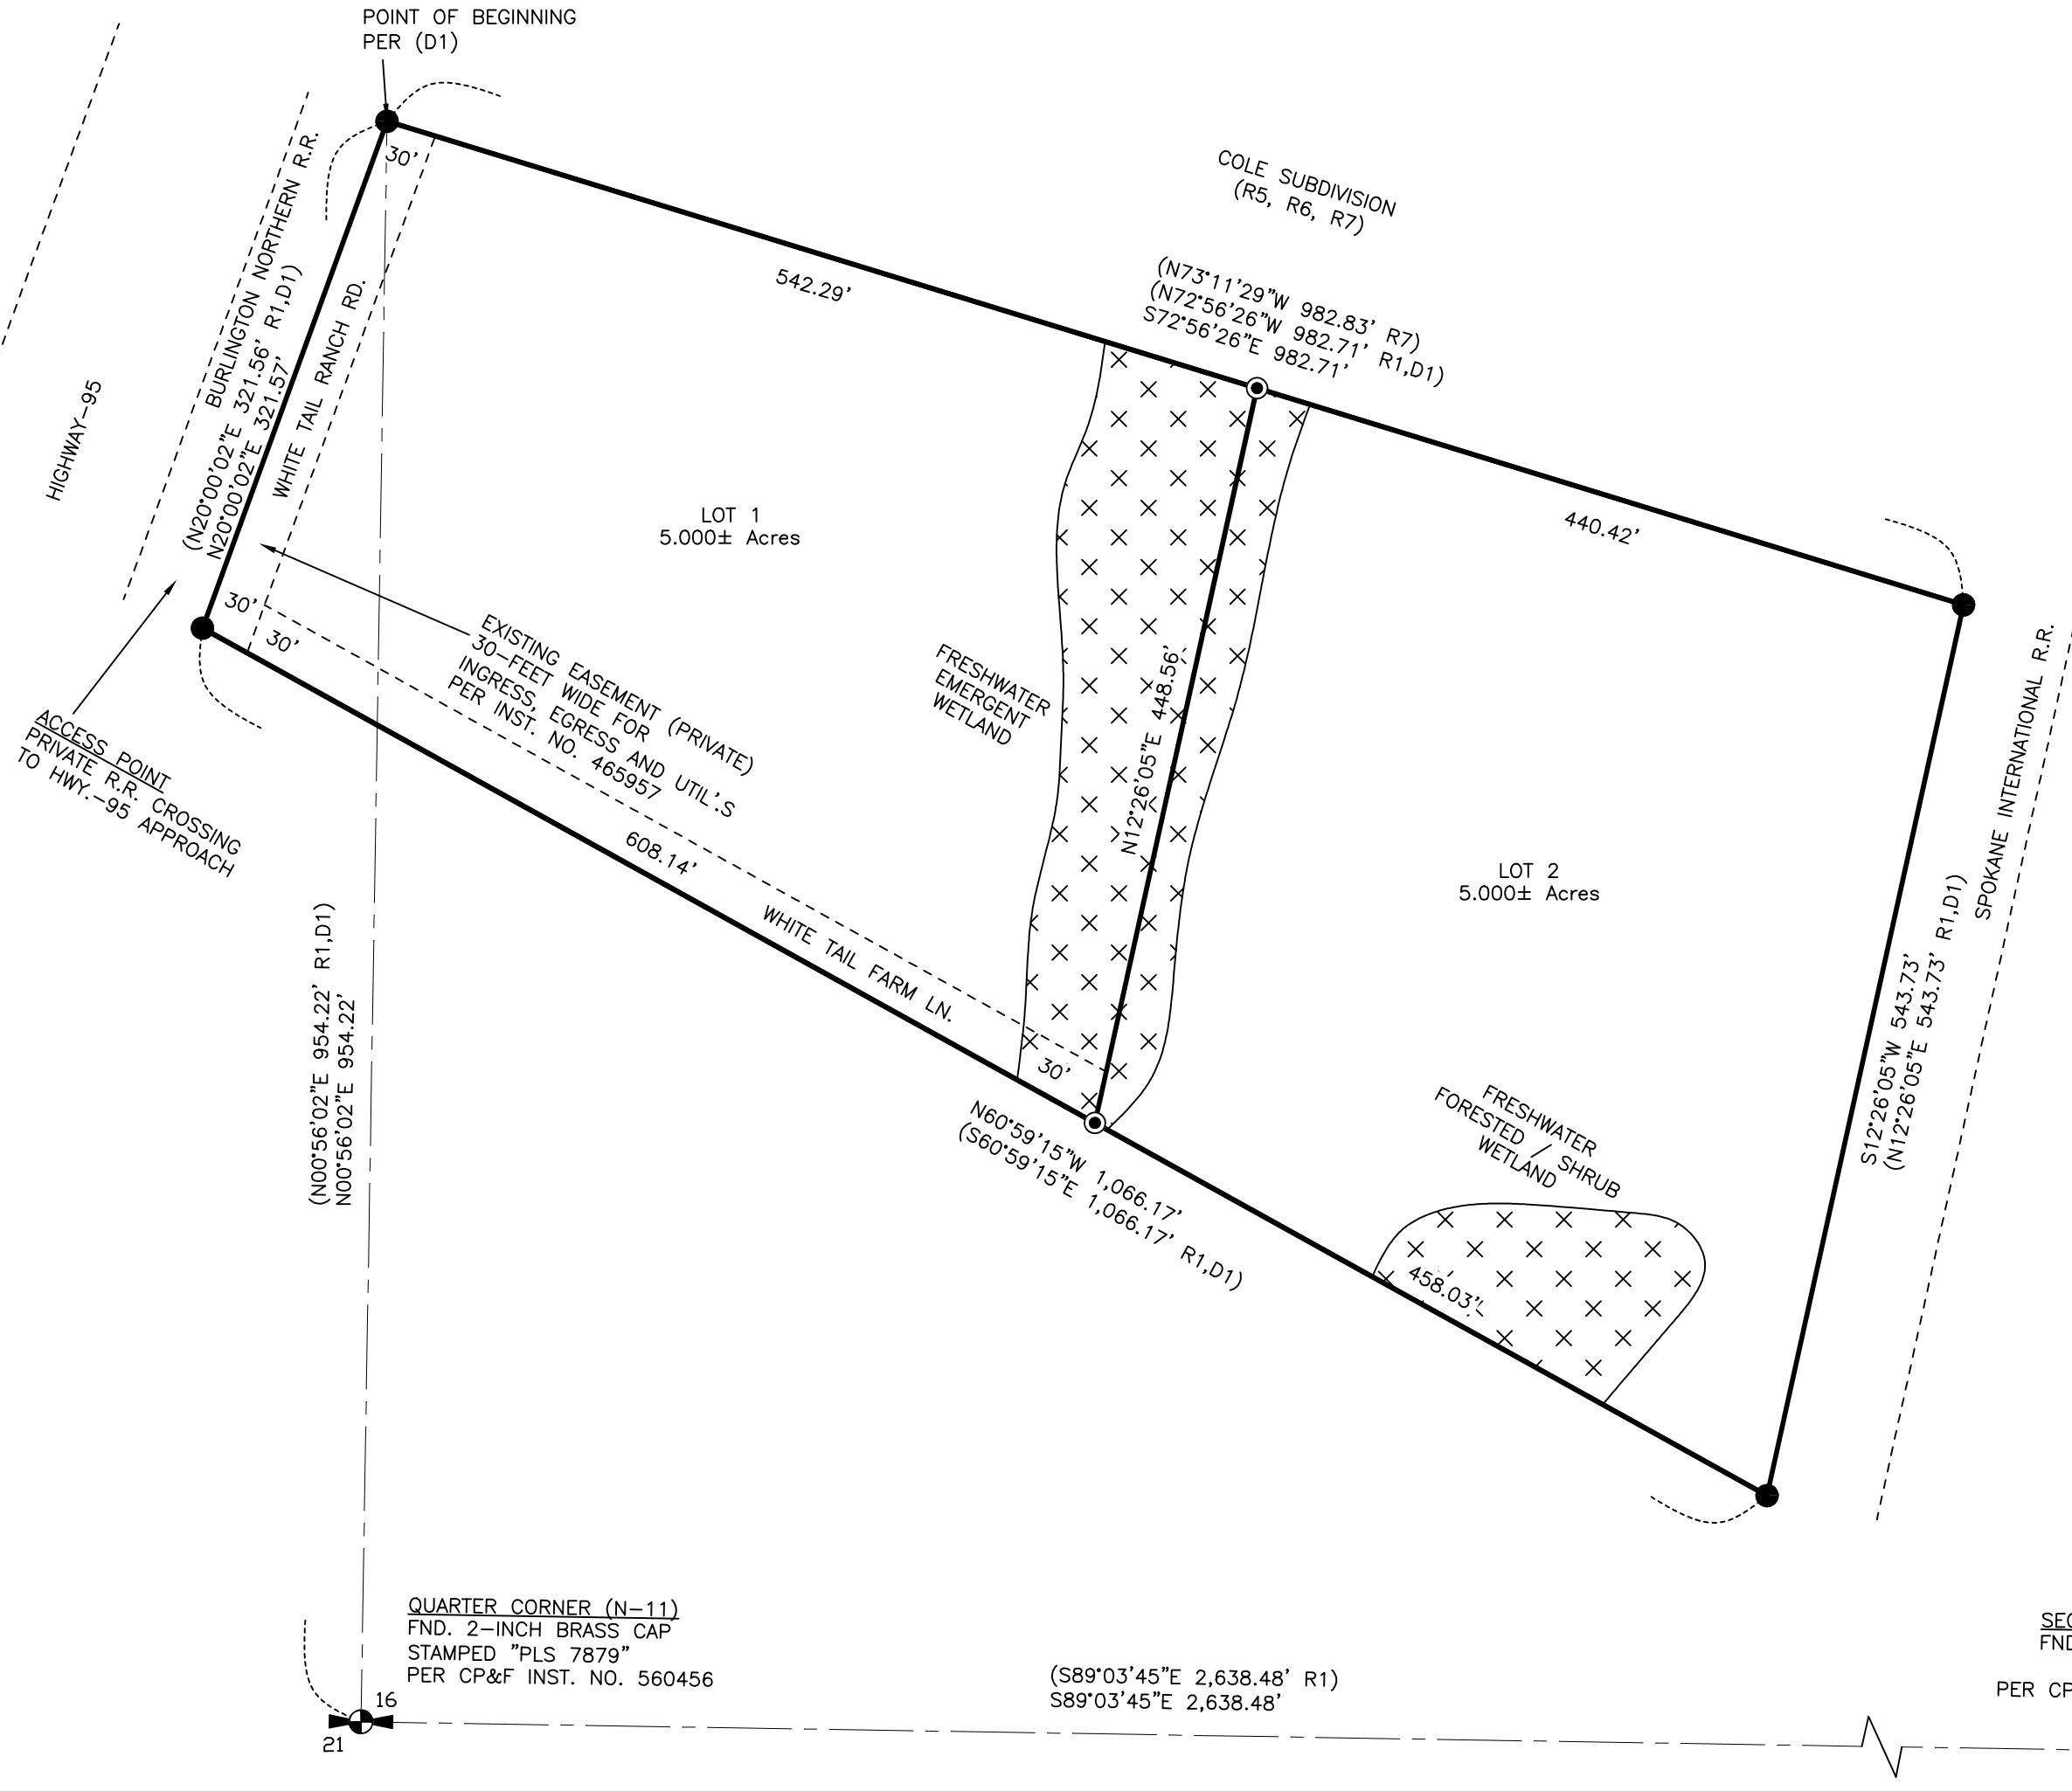 POINT OF BEGINNING
PER (D1)
30'
BURLINGTON NORTHERN R.R.
(N20°00'02"E 321.56' R1,D1)
N20°00'02"E 321.57'
WHITE TAIL RANCH RD.
HIGHWAY-95
542.29'
COLE SUBDIVISION
(R5, R6, R7)
(N73°11'29"W 982.83' R7)
(N72°56'26"W 982.71' R1,D1)
S72°56'26"E 982.71'
440.42'
LOT 1
5.000± Acres
30'
30'
EXISTING EASEMENT (PRIVATE)
30-FEET WIDE FOR
INGRESS, EGRESS AND UTIL'.S
PER INST. NO. 465957
ACCESS POINT
PRIVATE R.R. CROSSING
TO HWY.-95 APPROACH
FRESHWATER
EMERGENT
WETLAND
N12°26'05"E 448.56'
608.14'
WHITE TAIL FARM LN.
30'
LOT 2
5.000± Acres
SPOKANE INTERNATIONAL R.R.
S12°26'05"W 543.73'
(N12°26'05"E 543.73' R1,D1)
(N00°56'02"E 954.22' R1,D1)
N00°56'02"E 954.22'
N60°59'15"W 1,066.17'
(S60°59'15"E 1,066.17' R1,D1)
FRESHWATER
FORESTED / SHRUB
WETLAND
458.03'
QUARTER CORNER (N-11)
FND. 2-INCH BRASS CAP
STAMPED "PLS 7879"
PER CP&F INST. NO. 560456
16
21
(S89°03'45"E 2,638.48' R1)
S89°03'45"E 2,638.48'
PER CP